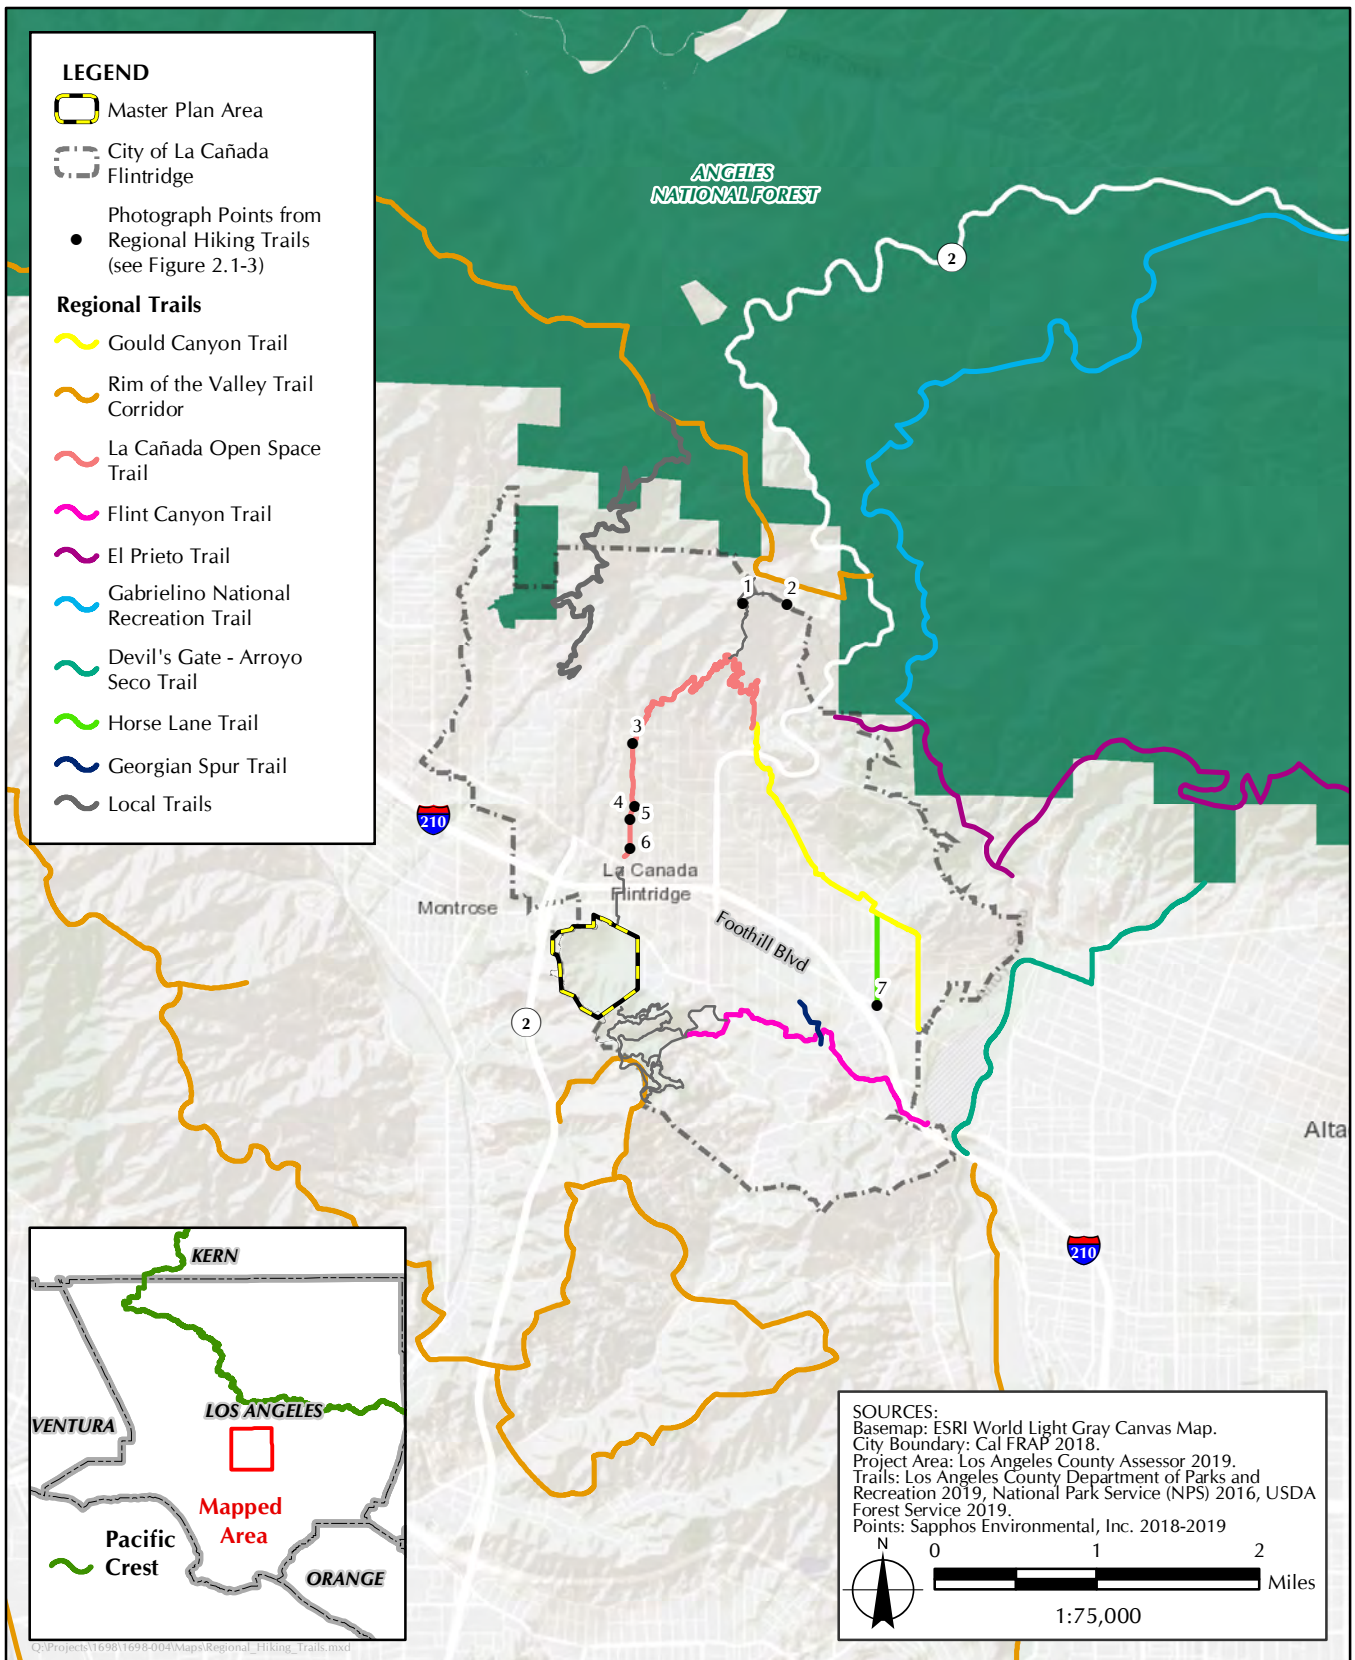 LEGEND
Master Plan Area
City of La Cañada
Flintridge
Photograph Points from
Regional Hiking Trails
(see Figure 2.1-3)
Regional Trails
Gould Canyon Trail
Rim of the Valley Trail
Corridor
La Cañada Open Space
Trail
Flint Canyon Trail
El Prieto Trail
Gabrielino National
Recreation Trail
Devil's Gate - Arroyo
Seco Trail
Horse Lane Trail
Georgian Spur Trail
Local Trails
ANGELES
NATIONAL FOREST
2
1
2
3
4
5
6
210
La Canada
Flintridge
Montrose
Foothill Blvd
7
2
Alta
210
KERN
LOS ANGELES
VENTURA
Mapped
Area
Pacific
Crest
ORANGE
SOURCES:
Basemap: ESRI World Light Gray Canvas Map.
City Boundary: Cal FRAP 2018.
Project Area: Los Angeles County Assessor 2019.
Trails: Los Angeles County Department of Parks and
Recreation 2019, National Park Service (NPS) 2016, USDA
Forest Service 2019.
Points: Sapphos Environmental, Inc. 2018-2019
N
0 1 2
Miles
1:75,000
Q:\Projects\1698\1698-004\Maps\Regional_Hiking_Trails.mxd